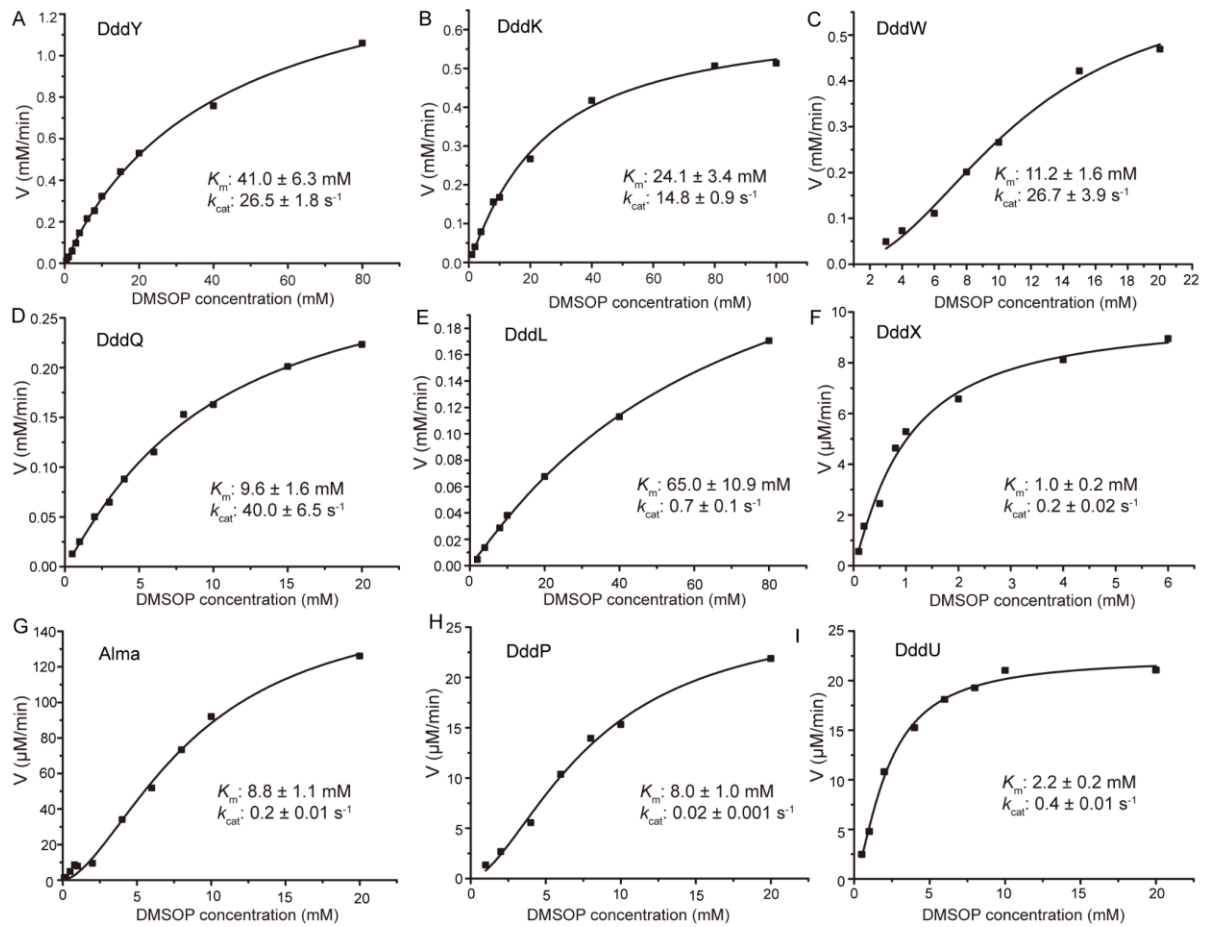 A
DddY
V (mM/min)
1.2
1.0
0.8
0.6
0.4
0.2
0.0
Km: 41.0 ± 6.3 mM
kcat: 26.5 ± 1.8 s-1
0 20 40 60 80
DMSOP concentration (mM)
B
DddK
V (mM/min)
0.6
0.5
0.4
0.3
0.2
0.1
0.0
Km: 24.1 ± 3.4 mM
kcat: 14.8 ± 0.9 s-1
0 20 40 60 80 100
DMSOP concentration (mM)
C
DddW
V (mM/min)
0.5
0.4
0.3
0.2
0.1
0.0
Km: 11.2 ± 1.6 mM
kcat: 26.7 ± 3.9 s-1
2 4 6 8 10 12 14 16 18 20 22
DMSOP concentration (mM)
D
DddQ
V (mM/min)
0.25
0.20
0.15
0.10
0.05
0.00
Km: 9.6 ± 1.6 mM
kcat: 40.0 ± 6.5 s-1
0 5 10 15 20
DMSOP concentration (mM)
E
DddL
V (mM/min)
0.18
0.16
0.14
0.12
0.10
0.08
0.06
0.04
0.02
0.00
Km: 65.0 ± 10.9 mM
kcat: 0.7 ± 0.1 s-1
0 20 40 60 80
DMSOP concentration (mM)
F
DddX
V (µM/min)
10
8
6
4
2
0
Km: 1.0 ± 0.2 mM
kcat: 0.2 ± 0.02 s-1
0 1 2 3 4 5 6
DMSOP concentration (mM)
G
Alma
V (µM/min)
140
130
120
110
100
90
80
70
60
50
40
30
20
10
0
Km: 8.8 ± 1.1 mM
kcat: 0.2 ± 0.01 s-1
0 5 10 15 20
DMSOP concentration (mM)
H
DddP
V (µM/min)
25
20
15
10
5
0
Km: 8.0 ± 1.0 mM
kcat: 0.02 ± 0.001 s-1
0 5 10 15 20
DMSOP concentration (mM)
I
DddU
V (µM/min)
25
20
15
10
5
0
Km: 2.2 ± 0.2 mM
kcat: 0.4 ± 0.01 s-1
0 5 10 15 20
DMSOP concentration (mM)